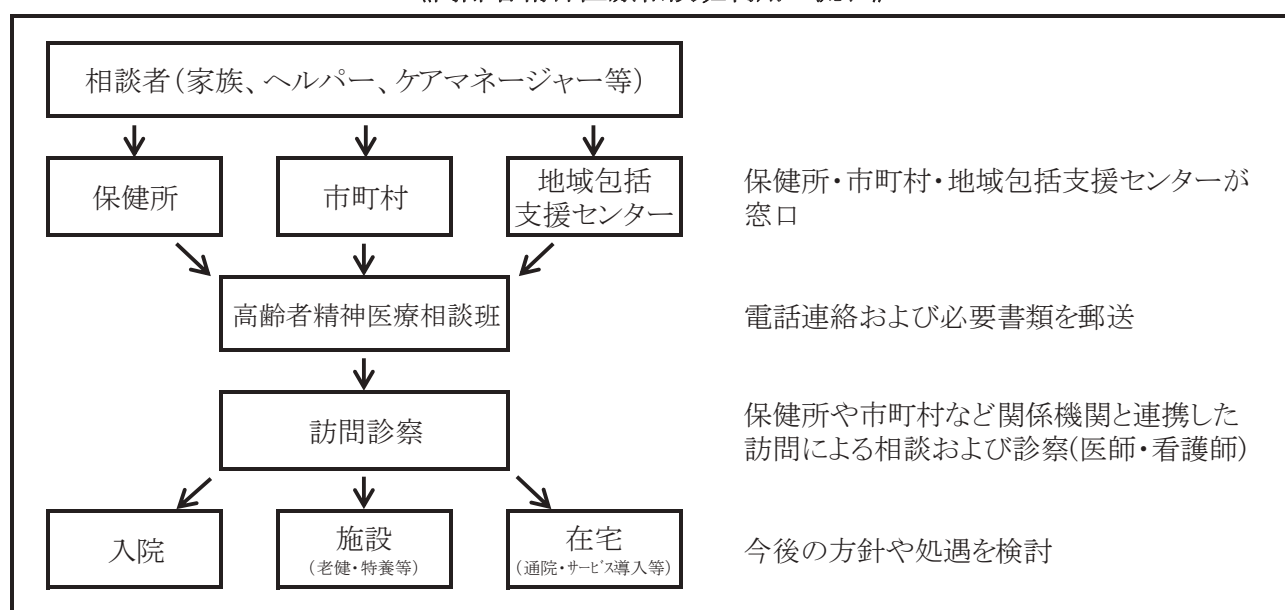 相談者(家族、ヘルパー、ケアマネージャー等)
保健所
市町村
地域包括
支援センター
保健所・市町村・地域包括支援センターが
窓口
高齢者精神医療相談班
電話連絡および必要書類を郵送
訪問診察
保健所や市町村など関係機関と連携した
訪問による相談および診察(医師・看護師)
入院
施設
(老健・特養等)
在宅
(通院・サービス導入等)
今後の方針や処遇を検討